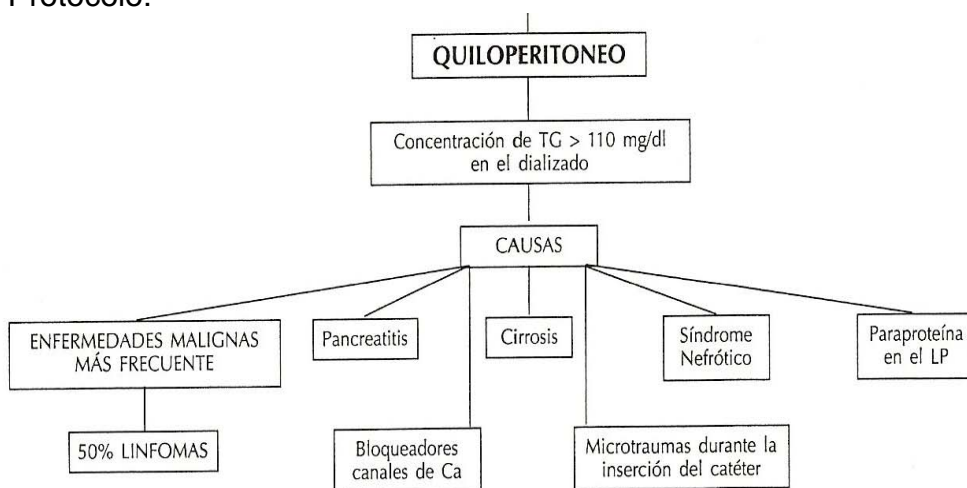 Protocolo:
QUILOPERITONEO
Concentración de TG > 110 mg/dl
en el dializado
CAUSAS
ENFERMEDADES MALIGNAS
MÁS FRECUENTE
Pancreatitis
Cirrosis
Síndrome
Nefrótico
Paraproteína
en el LP
50% LINFOMAS
Bloqueadores
canales de Ca
Microtraumas durante la
inserción del catéter